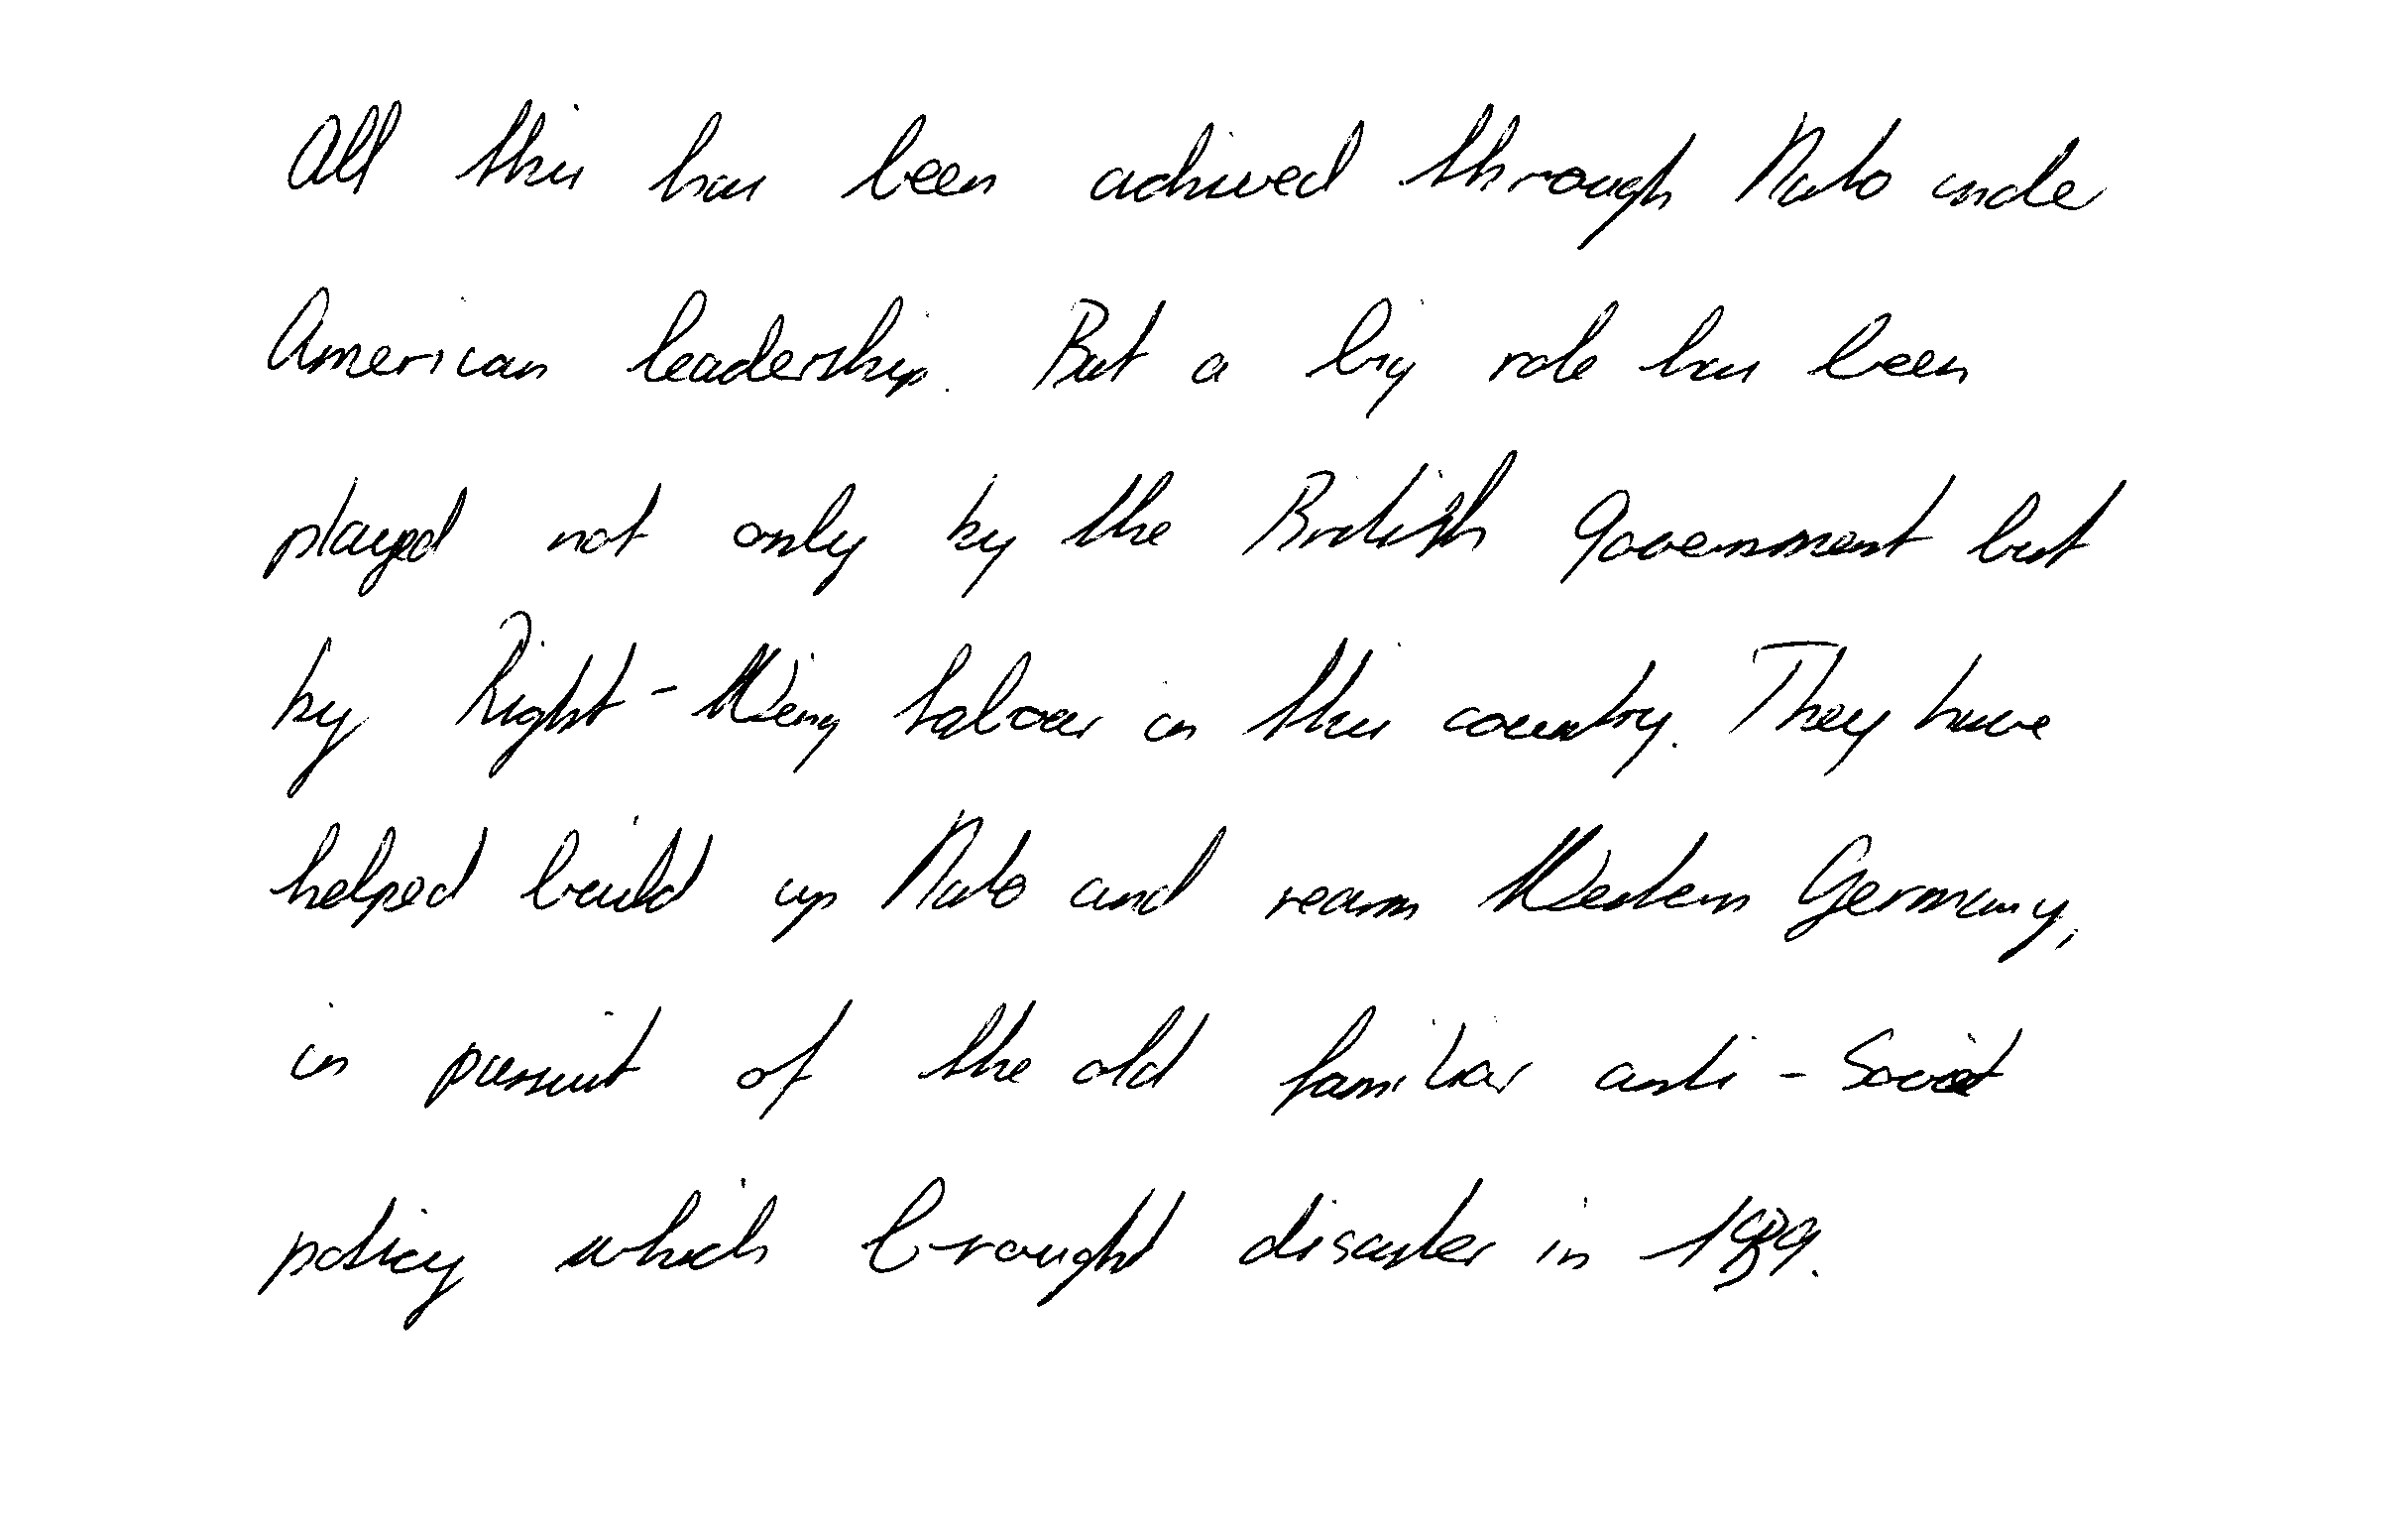 All this has been achived through Nato unde
American leadership. But a big role has been
played not only by the British Government but
by Right-Wing Labour in this country. They have
helped build up Nato and rearm Western Germany,
in pursuit of the old familiar anti-Soviet
policy which brought disaster in 1939.